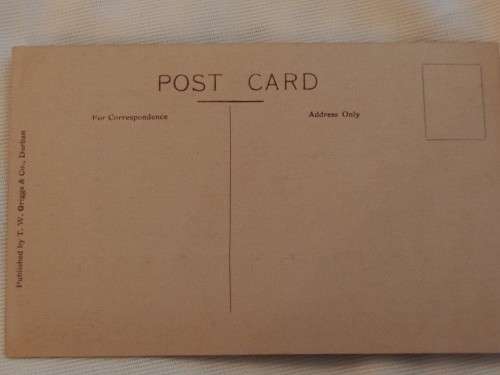 POST CARD
For Correspondence
Address Only
Published by T. W. Griggs & Co., Durban